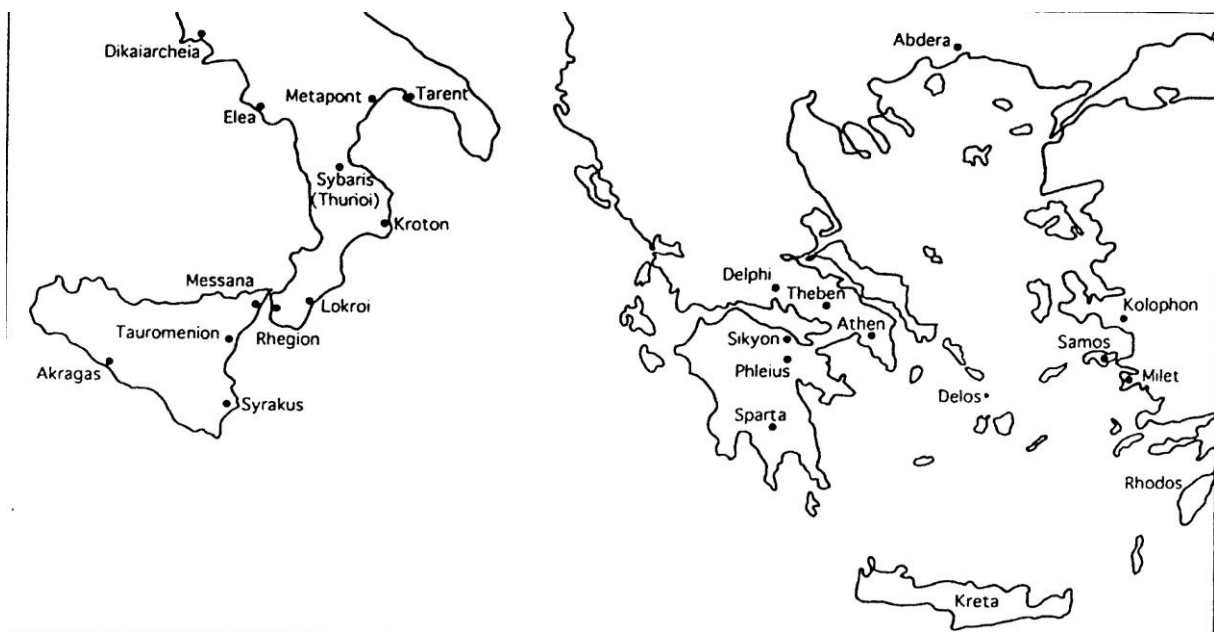 Dikaiarcheia
Elea
Metapont
Tarent
Sybaris
(Thurioi)
Kroton
Messana
Lokroi
Tauromenion
Rhegion
Akragas
Syrakus
Abdera
Delphi
Theben
Athen
Sikyon
Phleius
Sparta
Delos
Kolophon
Samos
Milet
Rhodos
Kreta